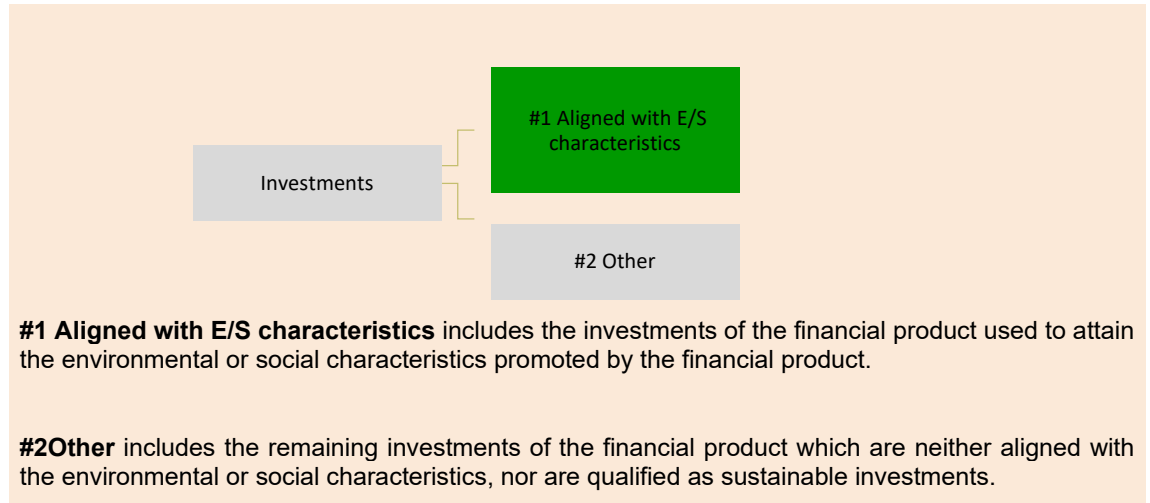 #1 Aligned with E/S
characteristics
Investments
#2 Other
#1 Aligned with E/S characteristics includes the investments of the financial product used to attain
the environmental or social characteristics promoted by the financial product.
#2Other includes the remaining investments of the financial product which are neither aligned with
the environmental or social characteristics, nor are qualified as sustainable investments.